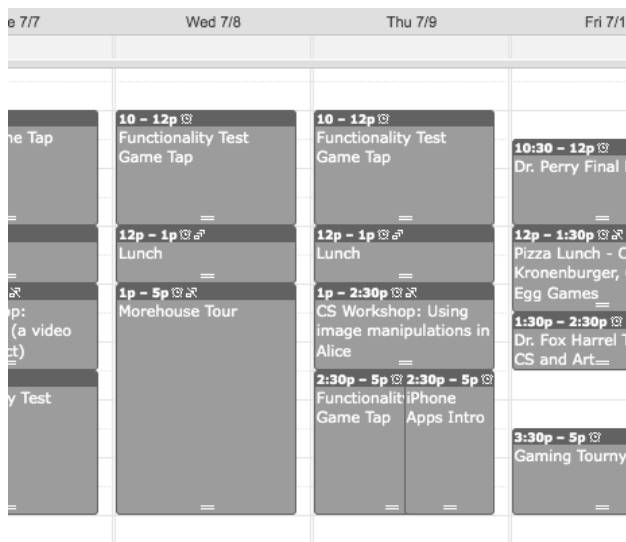 e 7/7
Wed 7/8
Thu 7/9
Fri 7/1
ne Tap
op:
(a video
ct)
y Test
10 – 12p
Functionality Test
Game Tap
12p – 1p
Lunch
1p – 5p
Morehouse Tour
10 – 12p
Functionality Test
Game Tap
12p – 1p
Lunch
1p – 2:30p
CS Workshop: Using
image manipulations in
Alice
2:30p – 5p
Functionalit
Game Tap
2:30p – 5p
iPhone
Apps Intro
10:30 – 12p
Dr. Perry Final
12p – 1:30p
Pizza Lunch - C
Kronenburger,
Egg Games
1:30p – 2:30p
Dr. Fox Harrel T
CS and Art
3:30p – 5p
Gaming Tourny